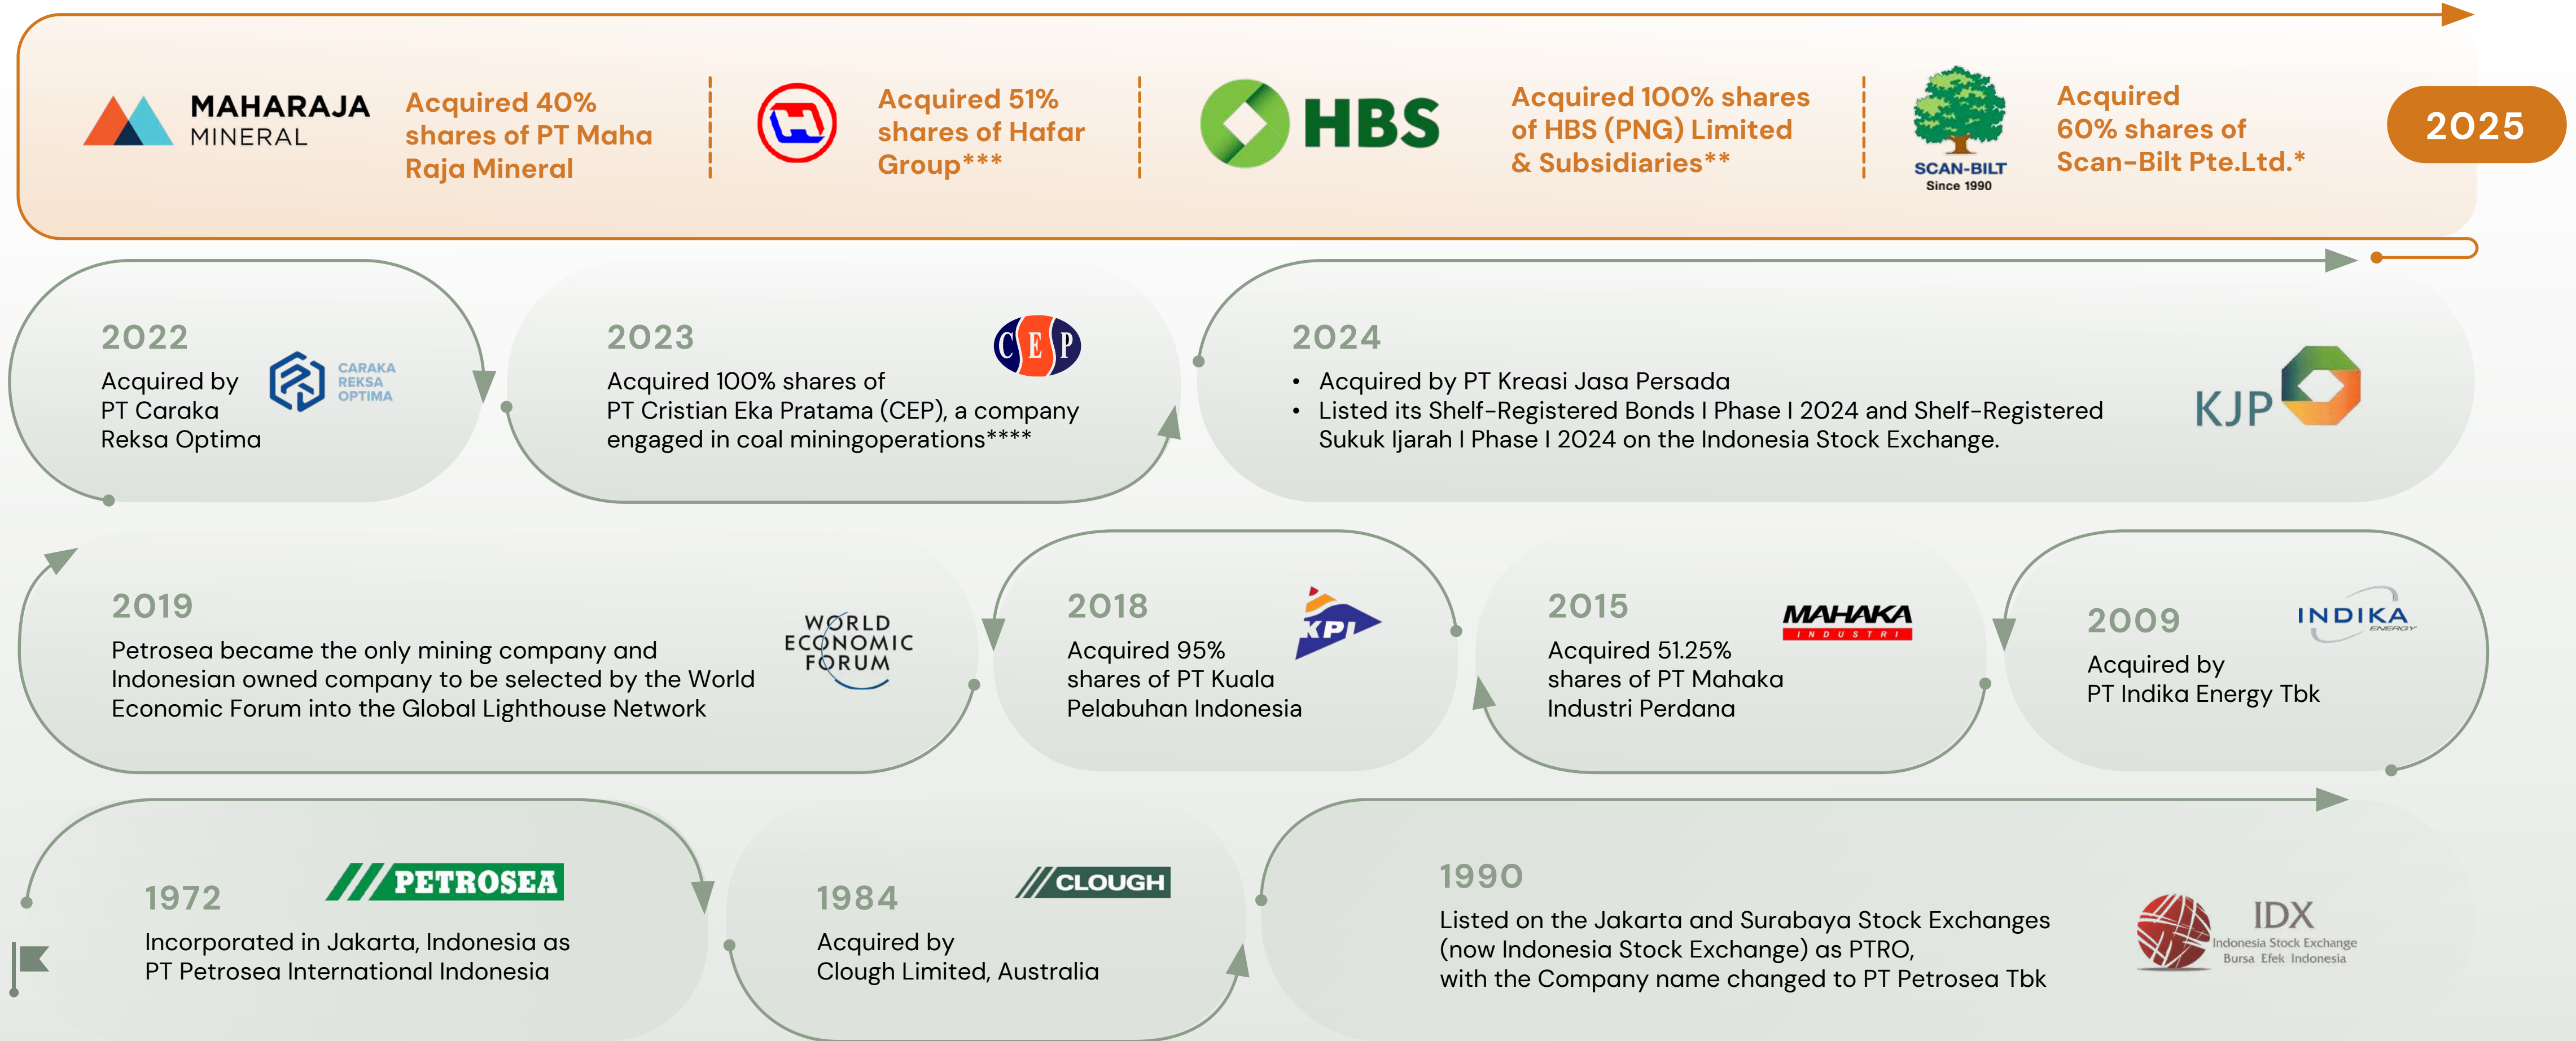 MAHARAJA
MINERAL
Acquired 40%
shares of PT Maha
Raja Mineral
Acquired 51%
shares of Hafar
Group***
HBS
Acquired 100% shares
of HBS (PNG) Limited
& Subsidiaries**
SCAN-BILT
Since 1990
Acquired
60% shares of
Scan-Bilt Pte.Ltd.*
2025
2022
Acquired by
PT Caraka
Reksa Optima
CARAKA
REKSA
OPTIMA
2023
Acquired 100% shares of
PT Cristian Eka Pratama (CEP), a company
engaged in coal miningoperations****
CEP
2024
• Acquired by PT Kreasi Jasa Persada
• Listed its Shelf-Registered Bonds I Phase I 2024 and Shelf-Registered
Sukuk Ijarah I Phase I 2024 on the Indonesia Stock Exchange.
KJP
2019
Petrosea became the only mining company and
Indonesian owned company to be selected by the World
Economic Forum into the Global Lighthouse Network
WORLD
ECONOMIC
FORUM
2018
Acquired 95%
shares of PT Kuala
Pelabuhan Indonesia
KPI
2015
Acquired 51.25%
shares of PT Mahaka
Industri Perdana
MAHAKA
INDUSTRI
2009
Acquired by
PT Indika Energy Tbk
INDIKA
ENERGY
1972
Incorporated in Jakarta, Indonesia as
PT Petrosea International Indonesia
PETROSEA
1984
Acquired by
Clough Limited, Australia
CLOUGH
1990
Listed on the Jakarta and Surabaya Stock Exchanges
(now Indonesia Stock Exchange) as PTRO,
with the Company name changed to PT Petrosea Tbk
IDX
Indonesia Stock Exchange
Bursa Efek Indonesia